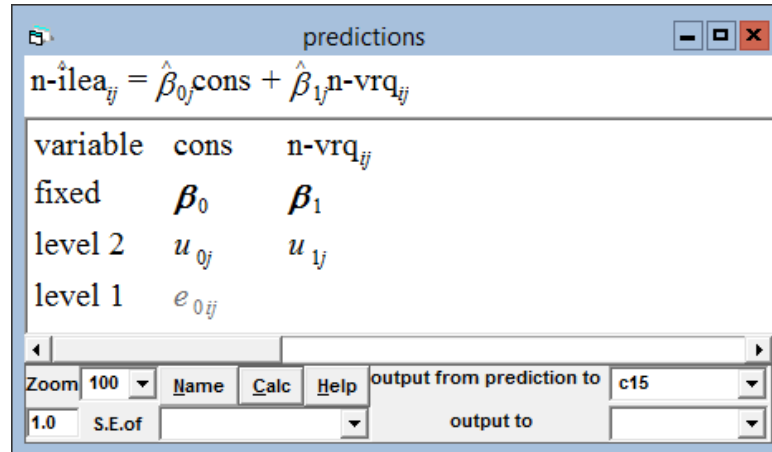 predictions
n-îlea_ij = β̂_0j cons + β̂_1j n-vrq_ij
variable cons n-vrq_ij
fixed β_0 β_1
level 2 u_0j u_1j
level 1 e_0ij
Zoom 100 Name Calc Help output from prediction to c15
1.0 S.E.of output to